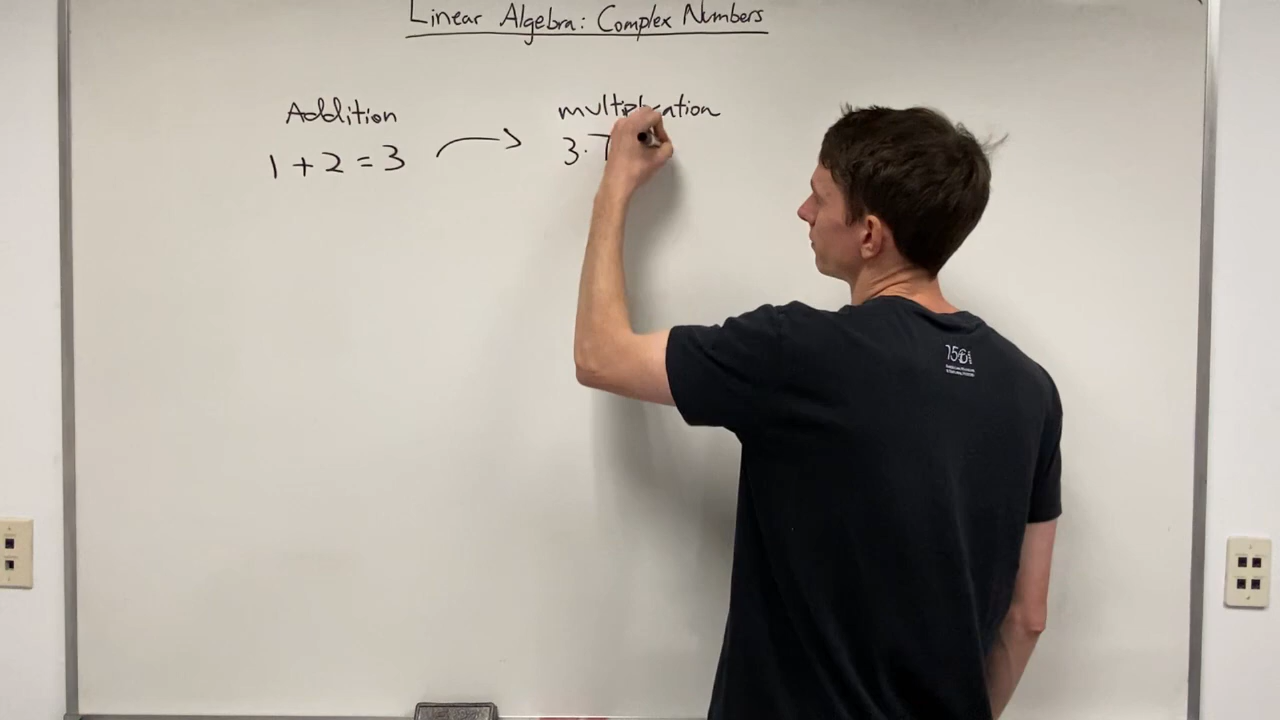 Linear Algebra: Complex Numbers
Addition
1 + 2 = 3
multiplication
3 · 7